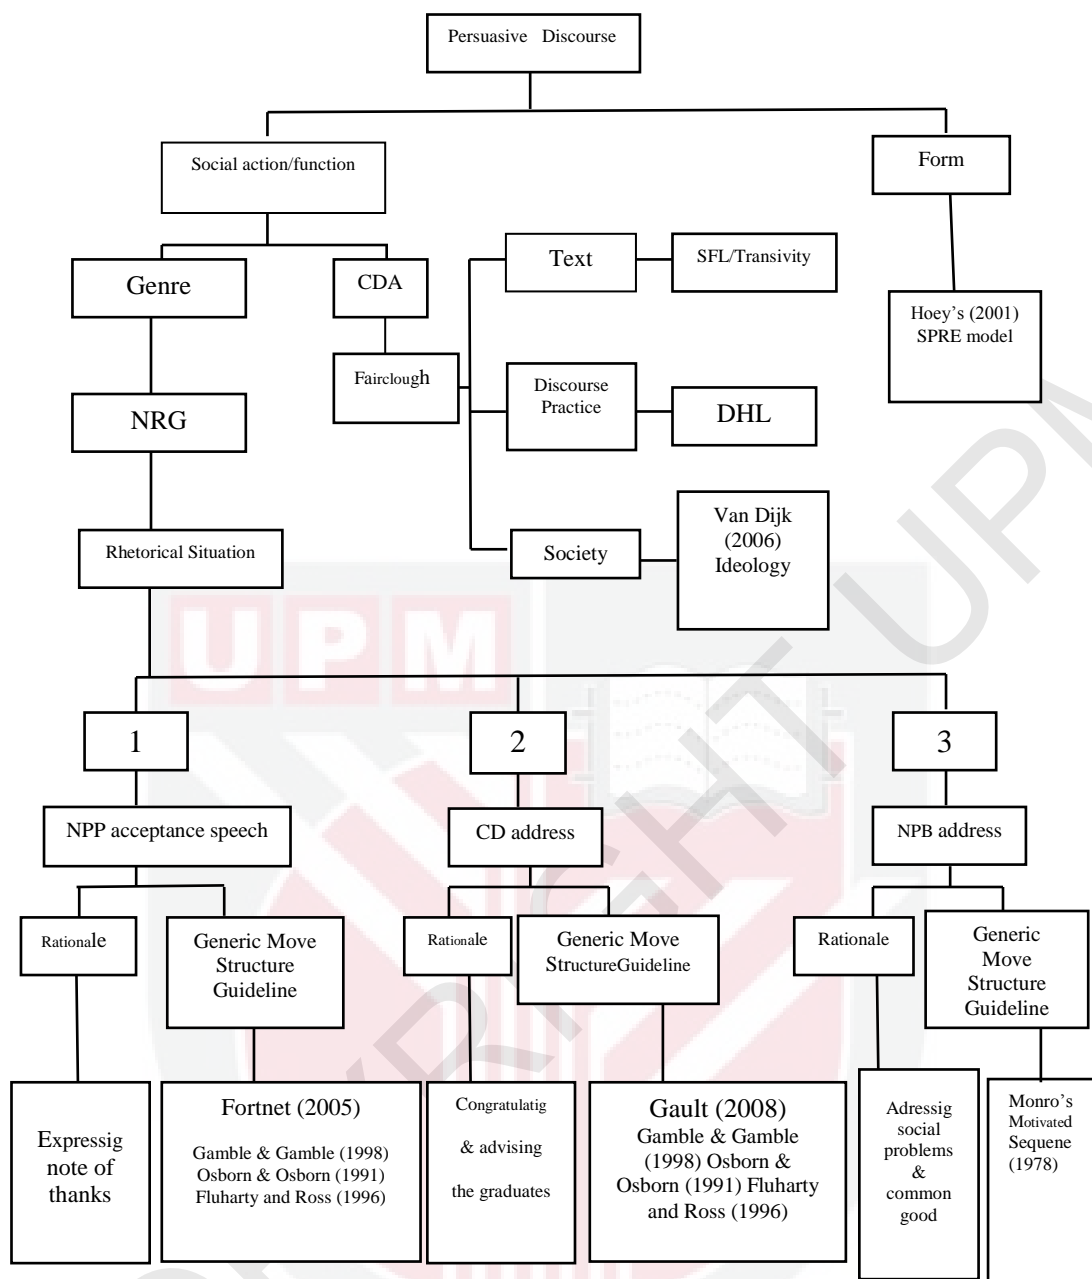 Persuasive Discourse
Social action/function
Form
Genre
CDA
Text
SFL/Transivity
Hoey's (2001)
SPRE model
Fairclough
Discourse
Practice
DHL
NRG
Rhetorical Situation
Society
Van Dijk
(2006)
Ideology
UPM
1
2
3
NPP acceptance speech
CD address
NPB address
Rationale
Generic Move
Structure
Guideline
Rationale
Generic Move
StructureGuideline
Rationale
Generic
Move
Structure
Guideline
Expressig
note of
thanks
Fortnet (2005)
Gamble & Gamble (1998)
Osborn & Osborn (1991)
Fluharty and Ross (1996)
Congratulatig
& advising
the graduates
Gault (2008)
Gamble & Gamble
(1998) Osborn &
Osborn (1991) Fluharty
and Ross (1996)
Adressig
social
problems
&
common
good
Monro's
Motivated
Sequene
(1978)
COPYRIGHT UPM